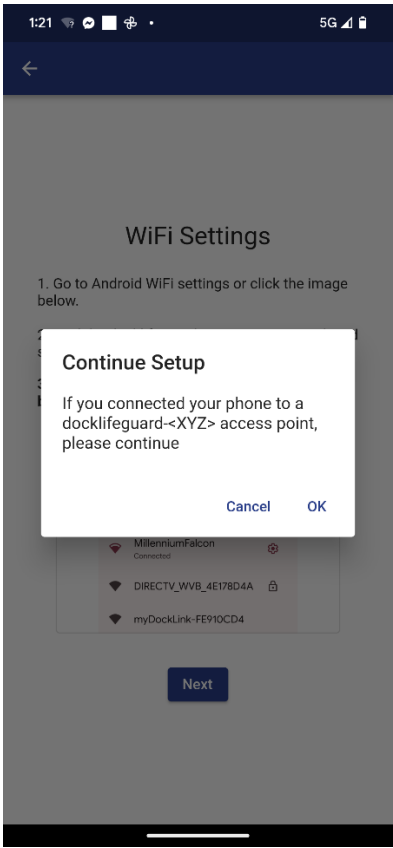 1:21
5G
WiFi Settings
1. Go to Android WiFi settings or click the image
below.
Continue Setup
If you connected your phone to a
docklifeguard-<XYZ> access point,
please continue
Cancel OK
MillenniumFalcon
Connected
DIRECTV_WVB_4E178D4A
myDockLink-FE910CD4
Next